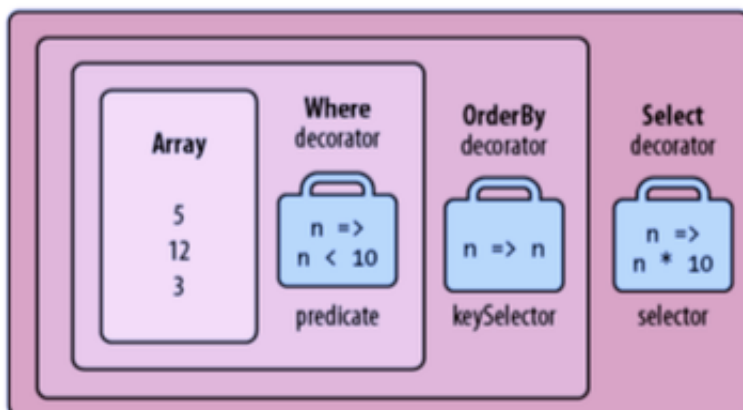 Array
5
12
3
Where
decorator
n =>
n < 10
predicate
OrderBy
decorator
n => n
keySelector
Select
decorator
n =>
n * 10
selector